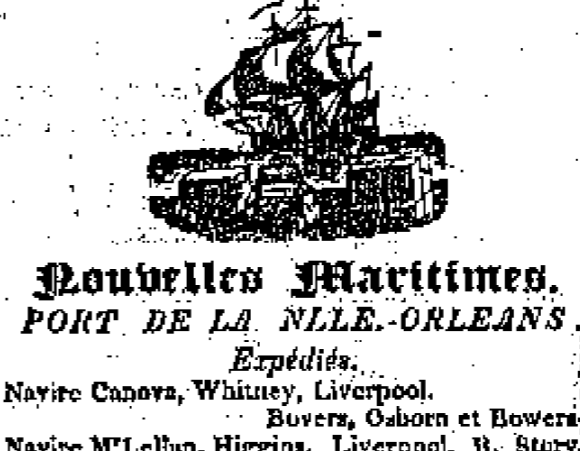 Nouvelles Maritimes.
PORT DE LA NLLE.-ORLEANS.
Expédiés.
Navire Canova, Whitney, Liverpool.
Bovers, Osborn et Bowers
Navire M'Lellan, Higgins, Liverpool, B. Story